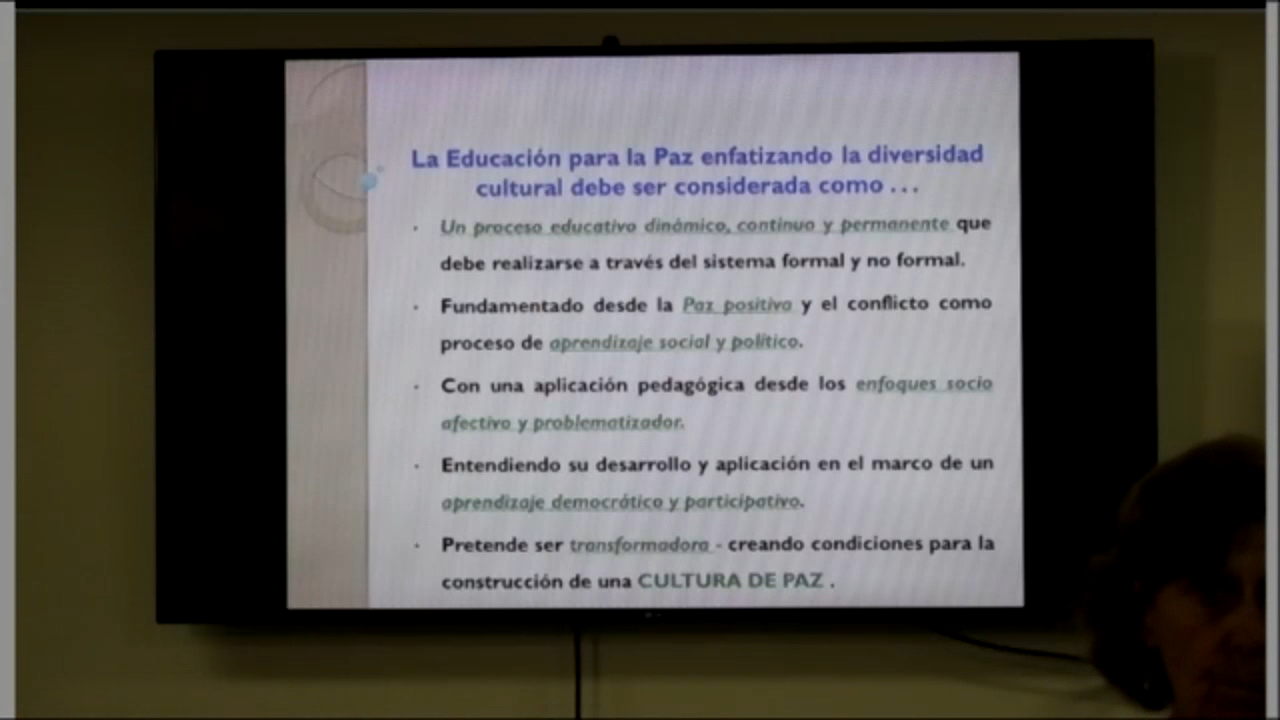 La Educación para la Paz enfatizando la diversidad
cultural debe ser considerada como ...
· Un proceso educativo dinámico, continuo y permanente que
debe realizarse a través del sistema formal y no formal.
· Fundamentado desde la Paz positiva y el conflicto como
proceso de aprendizaje social y político.
· Con una aplicación pedagógica desde los enfoques socio
afectivo y problematizador.
· Entendiendo su desarrollo y aplicación en el marco de un
aprendizaje democrático y participativo.
· Pretende ser transformadora - creando condiciones para la
construcción de una CULTURA DE PAZ .